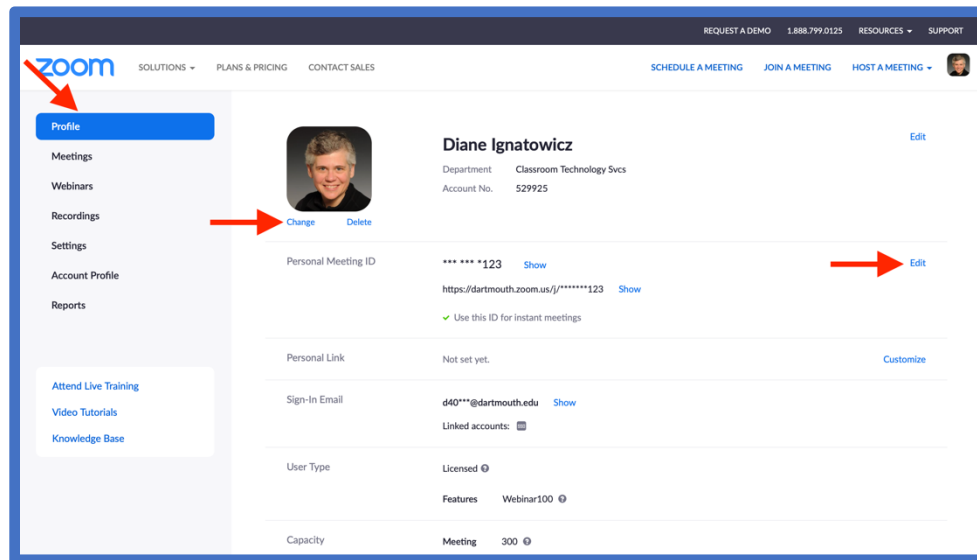 REQUEST A DEMO 1.888.799.0125 RESOURCES SUPPORT
zoom SOLUTIONS PLANS & PRICING CONTACT SALES SCHEDULE A MEETING JOIN A MEETING HOST A MEETING
Profile
Meetings
Webinars
Recordings
Settings
Account Profile
Reports
Attend Live Training
Video Tutorials
Knowledge Base
Diane Ignatowicz Edit
Department Classroom Technology Svcs
Account No. 529925
Change Delete
Personal Meeting ID *** *** *123 Show Edit
https://dartmouth.zoom.us/j/*******123 Show
✓ Use this ID for instant meetings
Personal Link Not set yet. Customize
Sign-In Email d40***@dartmouth.edu Show
Linked accounts:
User Type Licensed
Features Webinar100
Capacity Meeting 300